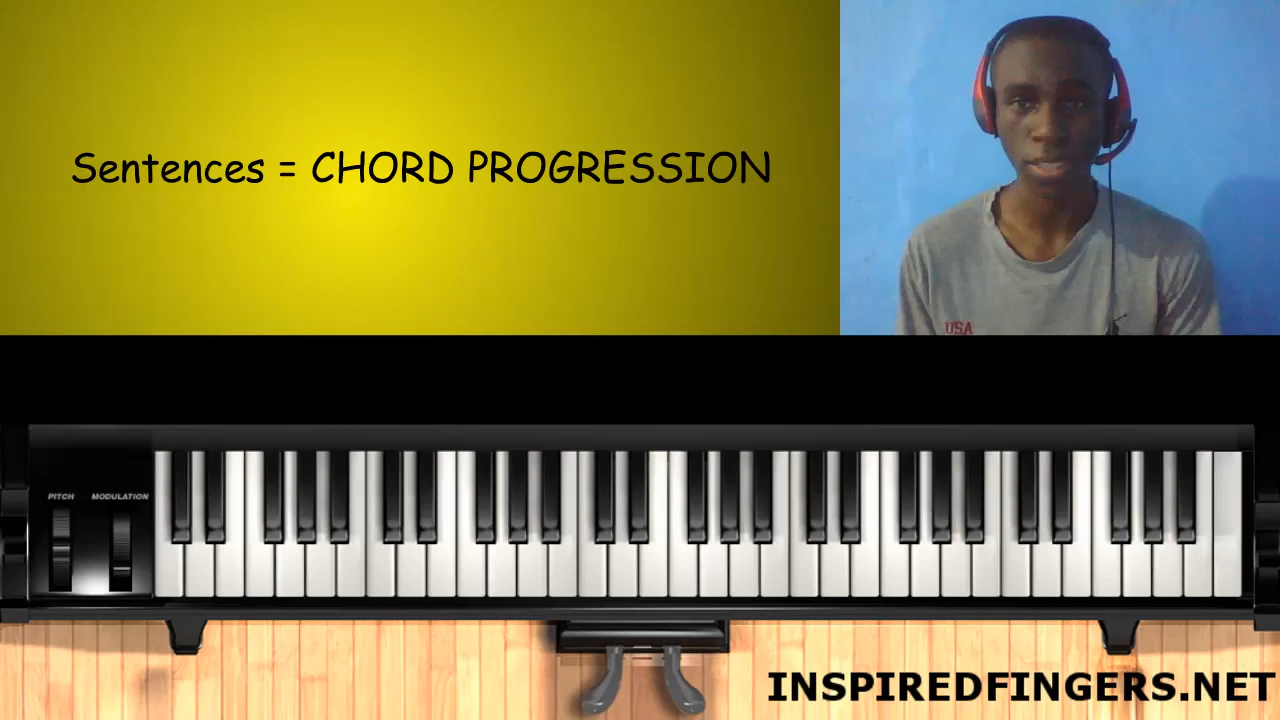 Sentences = CHORD PROGRESSION
USA
PITCH MODULATION
INSPIREDFINGERS.NET